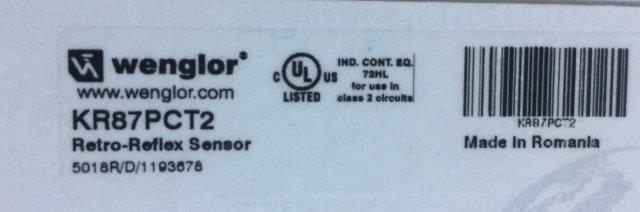 wenglor®
www.wenglor.com
KR87PCT2
Retro-Reflex Sensor
5018R/D/1193678
C UL US
LISTED
IND. CONT. EQ.
72HL
for use in
class 2 circuits
KR87PCT2
Made in Romania